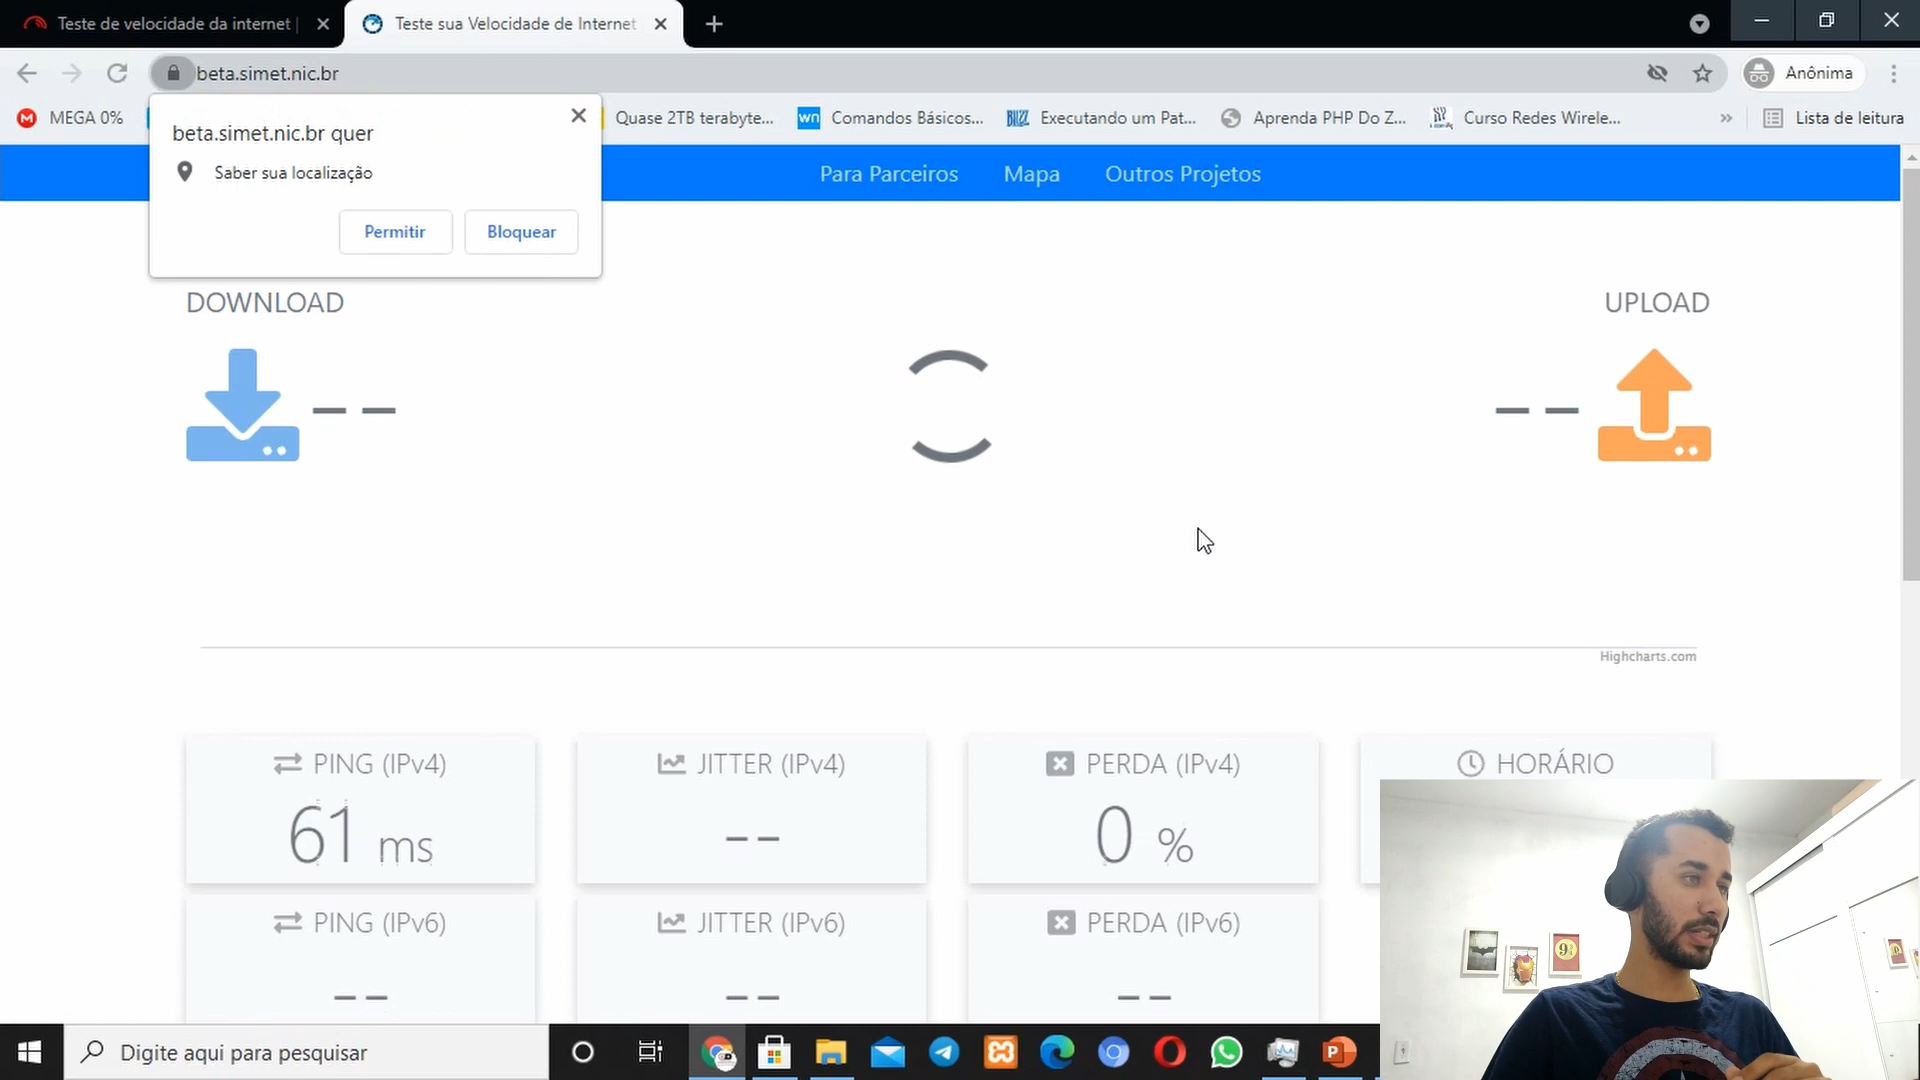 Teste de velocidade da internet |
Teste sua Velocidade de Internet
beta.simet.nic.br
Anônima
MEGA 0%
Quase 2TB terabyte...
wn
Comandos Básicos...
Executando um Pat...
Aprenda PHP Do Z...
Curso Redes Wirele...
Lista de leitura
beta.simet.nic.br quer
Saber sua localização
Permitir
Bloquear
Para Parceiros
Mapa
Outros Projetos
DOWNLOAD
UPLOAD
-- --
-- --
Highcharts.com
PING (IPv4)
61 ms
JITTER (IPv4)
--
PERDA (IPv4)
0 %
HORÁRIO
PING (IPv6)
--
JITTER (IPv6)
--
PERDA (IPv6)
--
Digite aqui para pesquisar